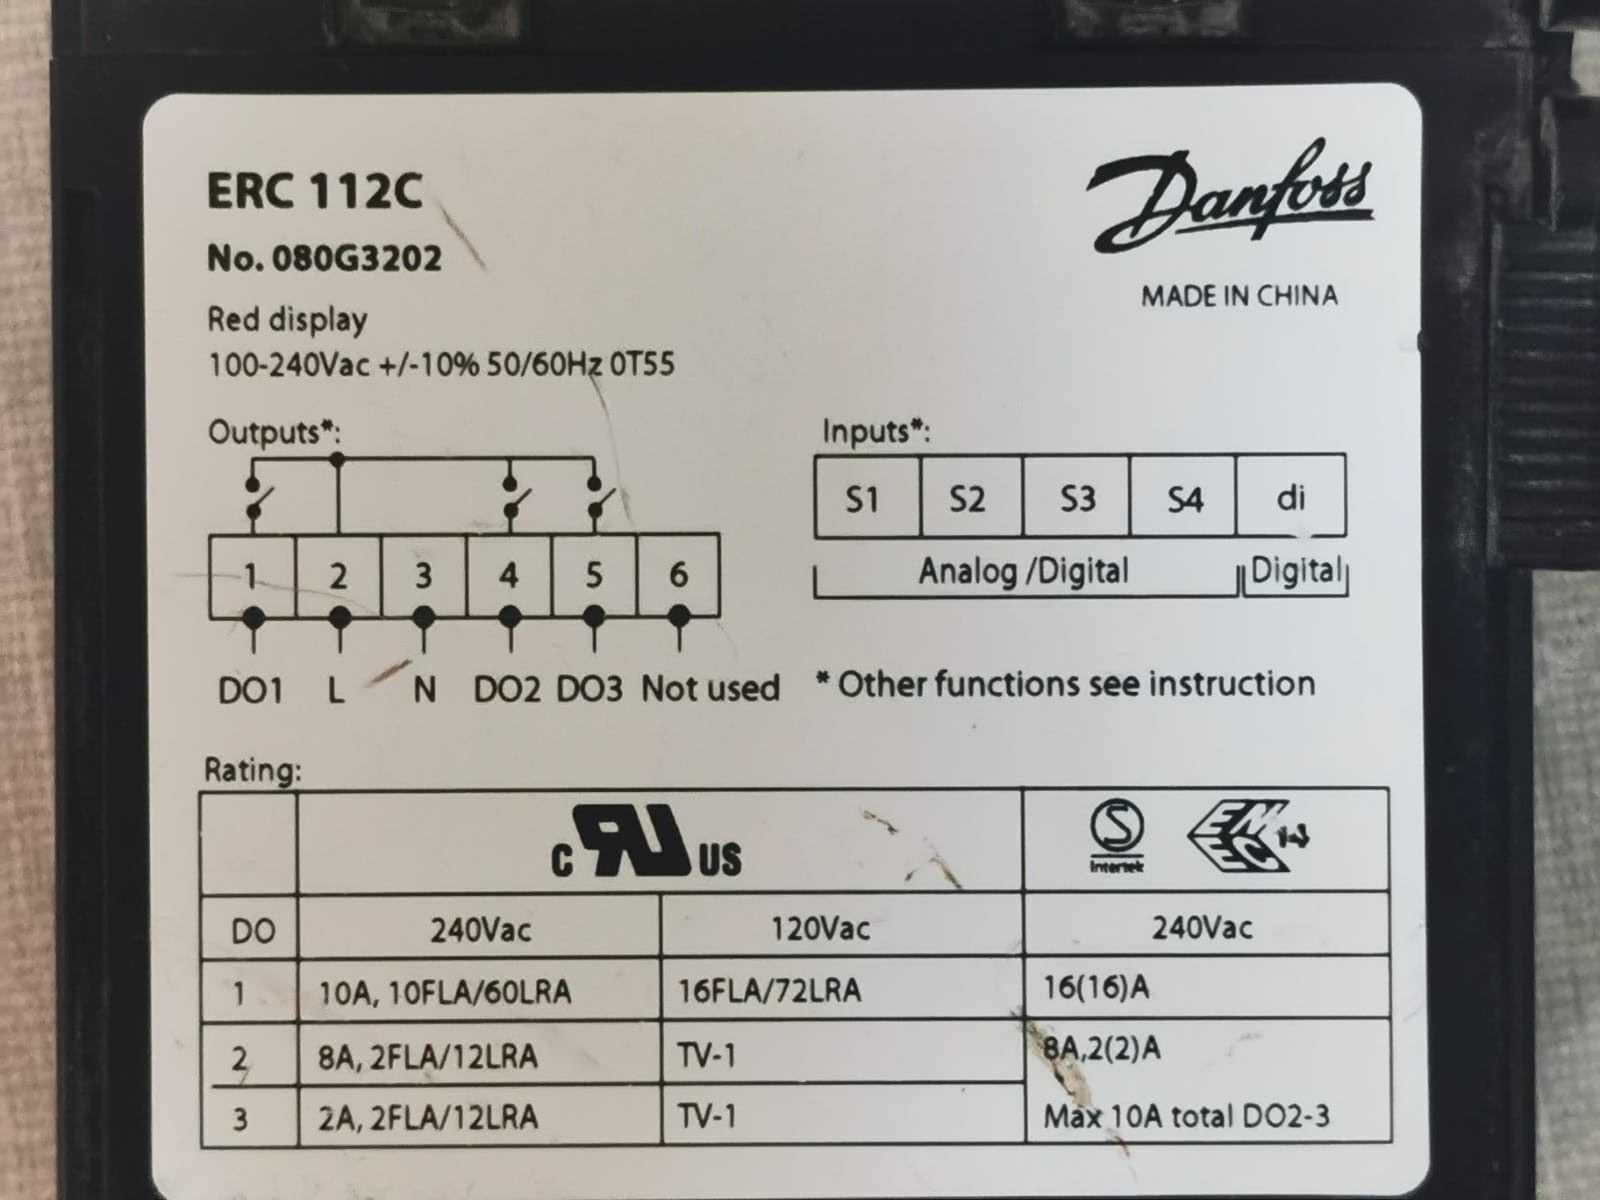 ERC 112C
Danfoss
No. 080G3202
MADE IN CHINA
Red display
100-240Vac +/-10% 50/60Hz 0T55
Outputs*:
Inputs*:
S1 S2 S3 S4 di
1 2 3 4 5 6
Analog /Digital Digital
DO1 L N DO2 DO3 Not used
* Other functions see instruction
Rating:
c RU US
S
Intertek
EMEC
14
DO 240Vac 120Vac 240Vac
1 10A, 10FLA/60LRA 16FLA/72LRA 16(16)A
2 8A, 2FLA/12LRA TV-1 8A,2(2)A
3 2A, 2FLA/12LRA TV-1 Max 10A total DO2-3